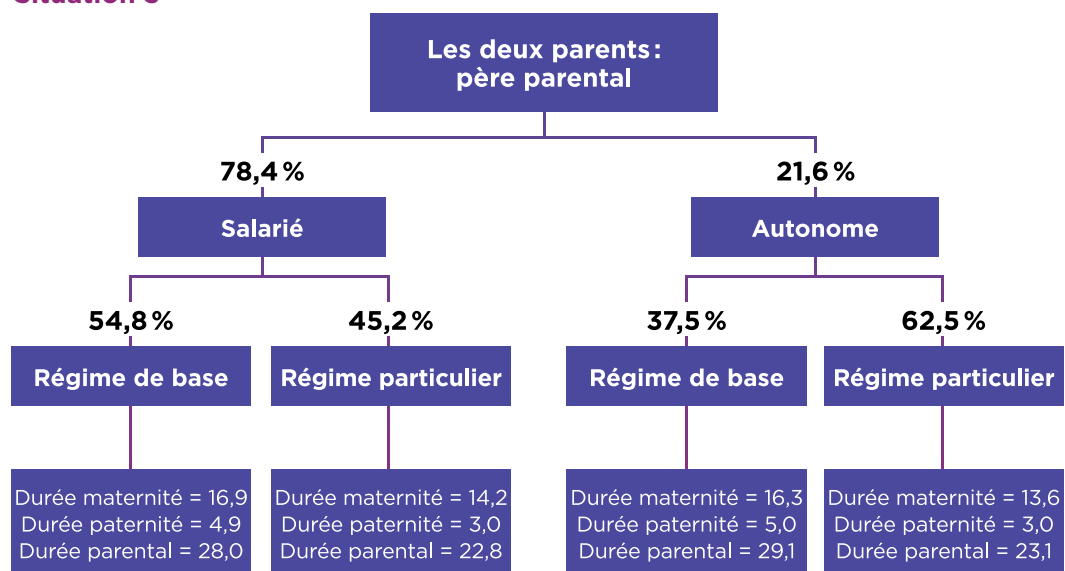 Les deux parents :
père parental
78,4 %
21,6 %
Salarié
Autonome
54,8 %
45,2 %
37,5 %
62,5 %
Régime de base
Régime particulier
Régime de base
Régime particulier
Durée maternité = 16,9
Durée paternité = 4,9
Durée parental = 28,0
Durée maternité = 14,2
Durée paternité = 3,0
Durée parental = 22,8
Durée maternité = 16,3
Durée paternité = 5,0
Durée parental = 29,1
Durée maternité = 13,6
Durée paternité = 3,0
Durée parental = 23,1